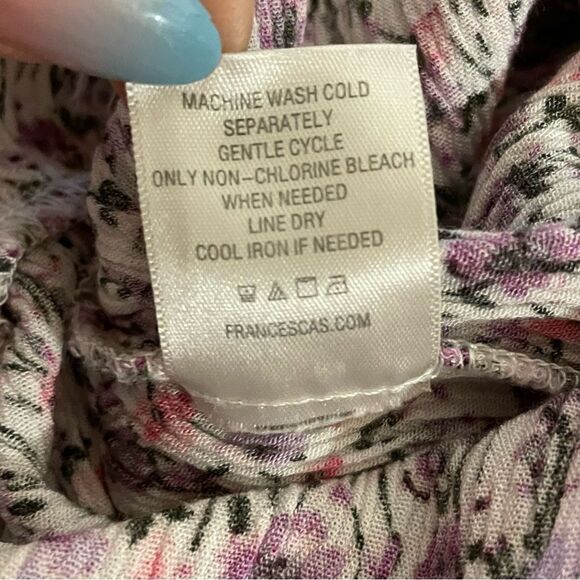 MACHINE WASH COLD
SEPARATELY
GENTLE CYCLE
ONLY NON-CHLORINE BLEACH
WHEN NEEDED
LINE DRY
COOL IRON IF NEEDED
FRANCESCAS.COM